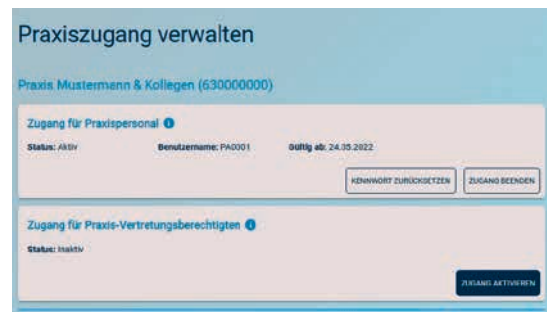 Praxiszugang verwalten
Praxis Mustermann & Kollegen (630000000)
Zugang für Praxispersonal
Status: Aktiv Benutzername: PA0001 Gültig ab: 24.05.2022
KENNWORT ZURÜCKSETZEN ZUGANG BEENDEN
Zugang für Praxis-Vertretungsberechtigten
Status: Inaktiv
ZUGANG AKTIVIEREN